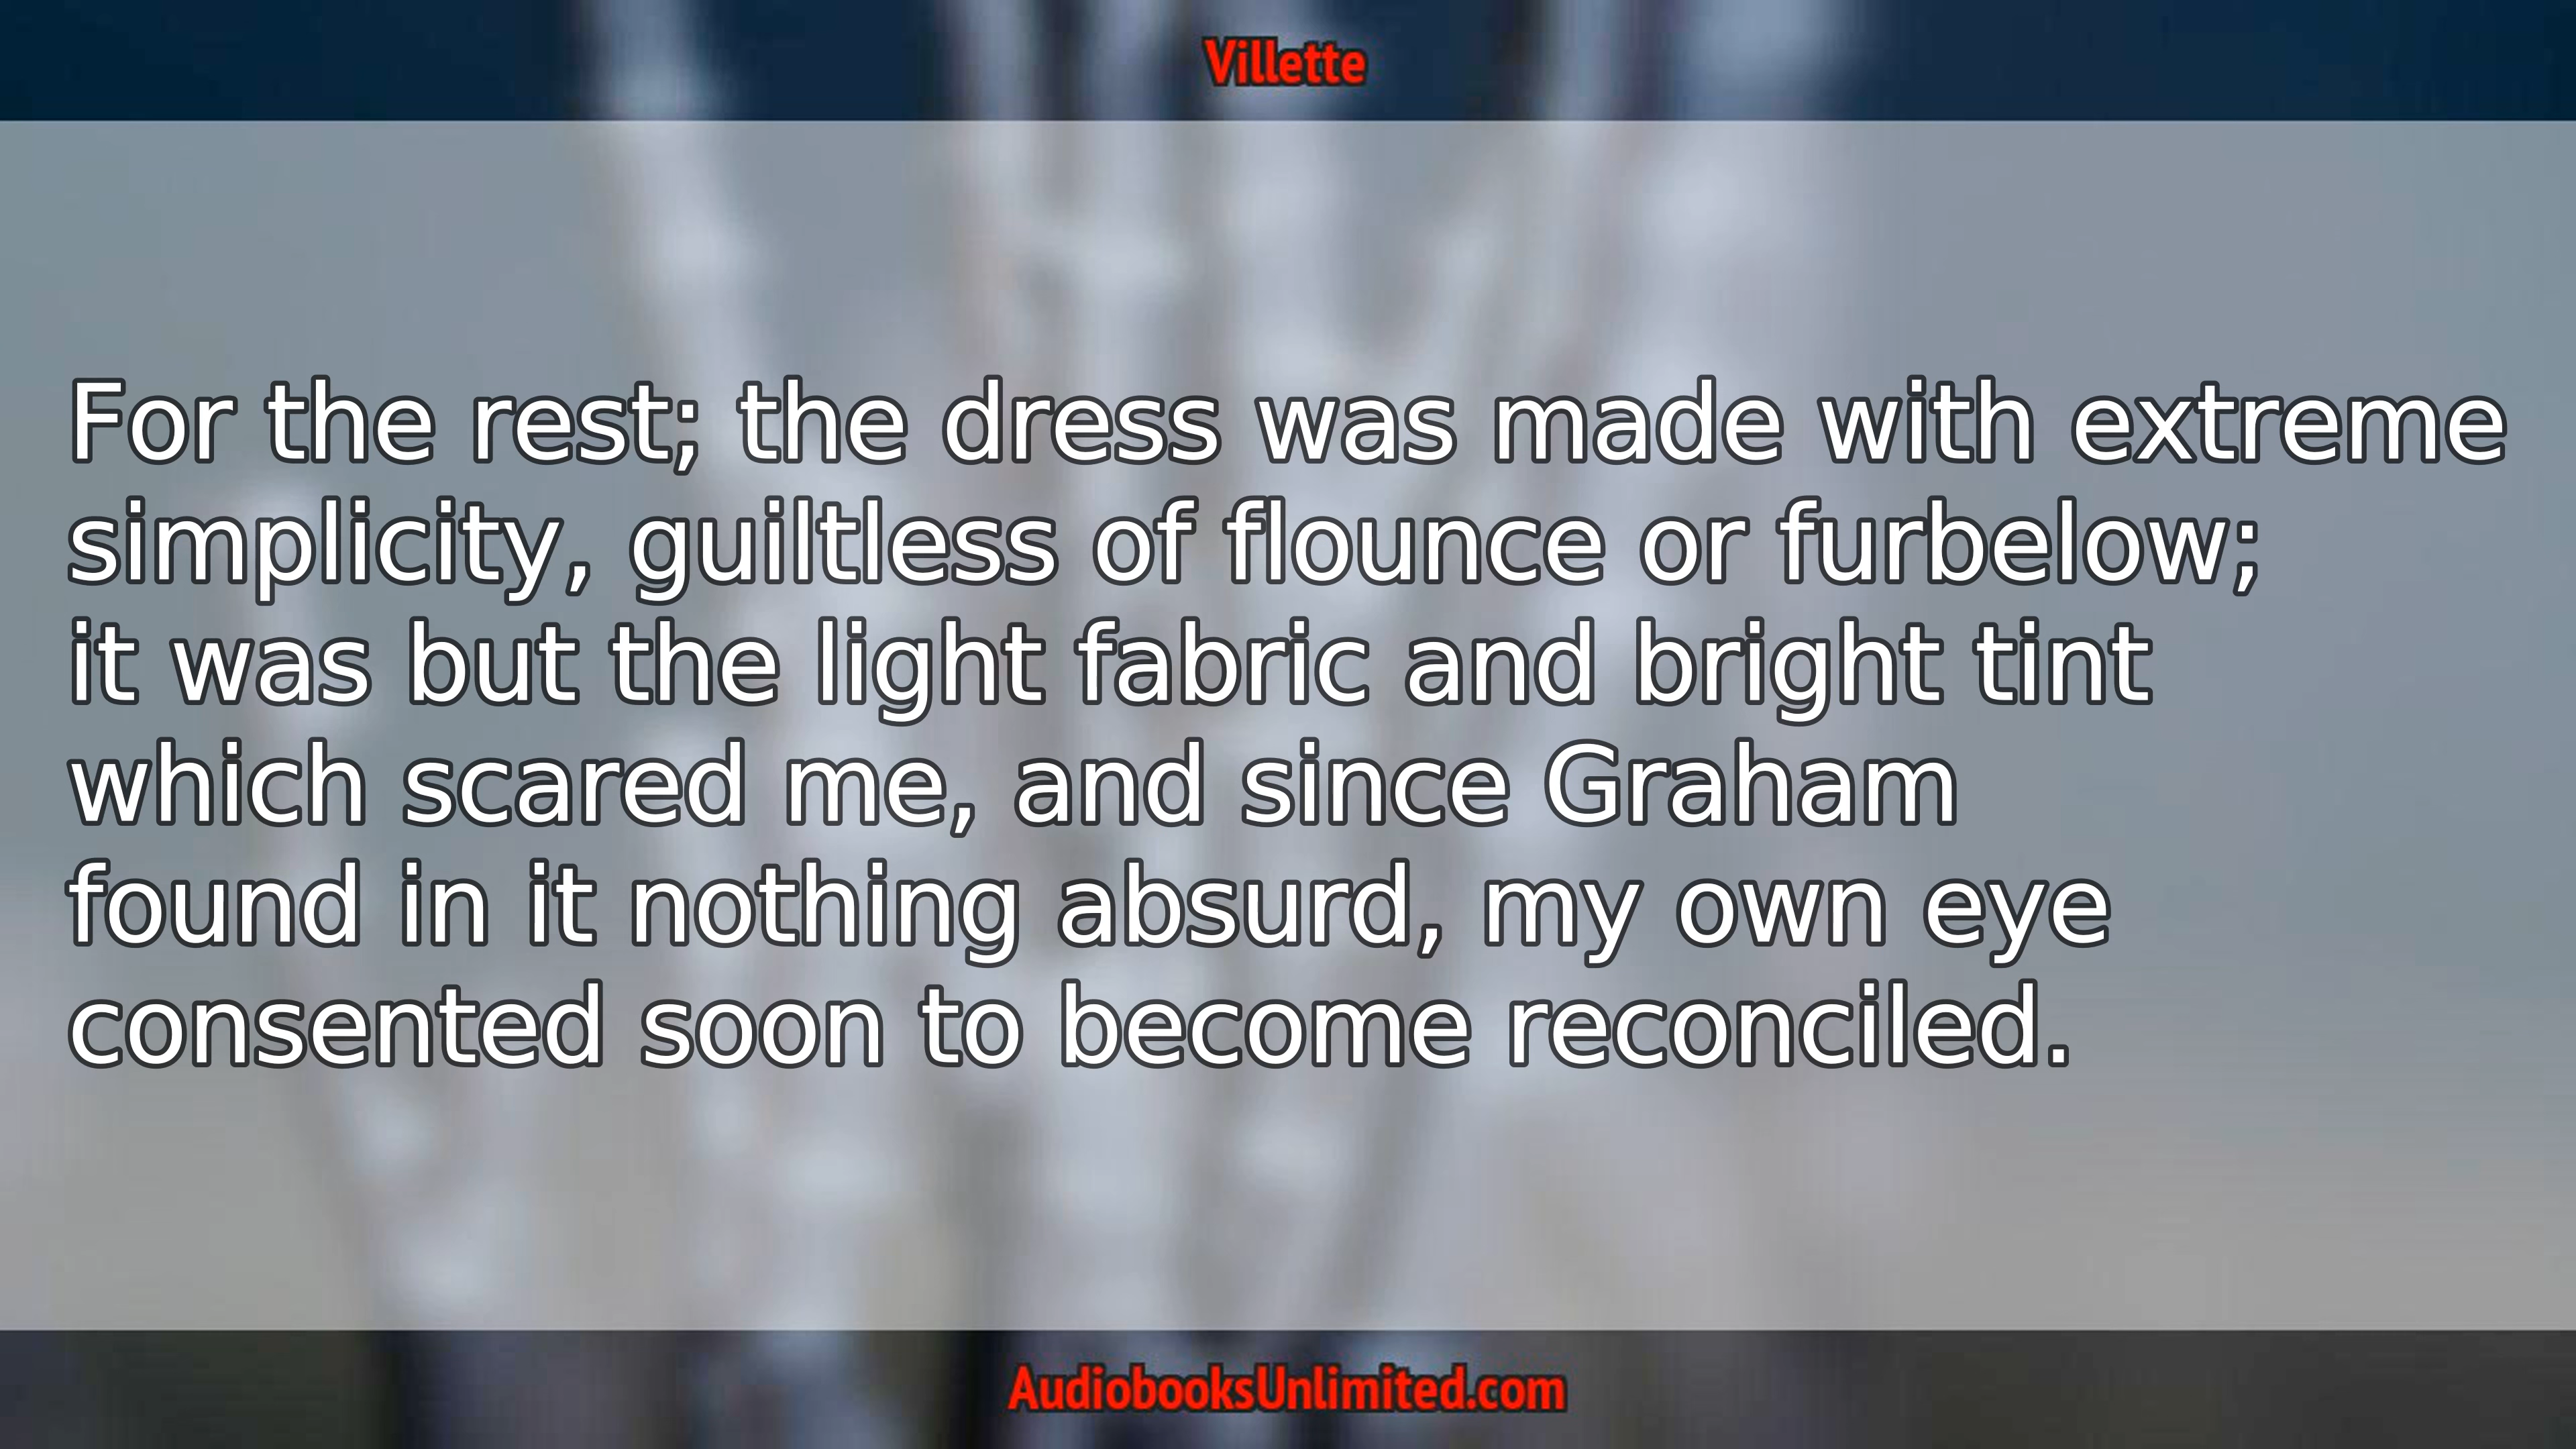 Villette
For the rest; the dress was made with extreme
simplicity, guiltless of flounce or furbelow;
it was but the light fabric and bright tint
which scared me, and since Graham
found in it nothing absurd, my own eye
consented soon to become reconciled.
AudiobooksUnlimited.com